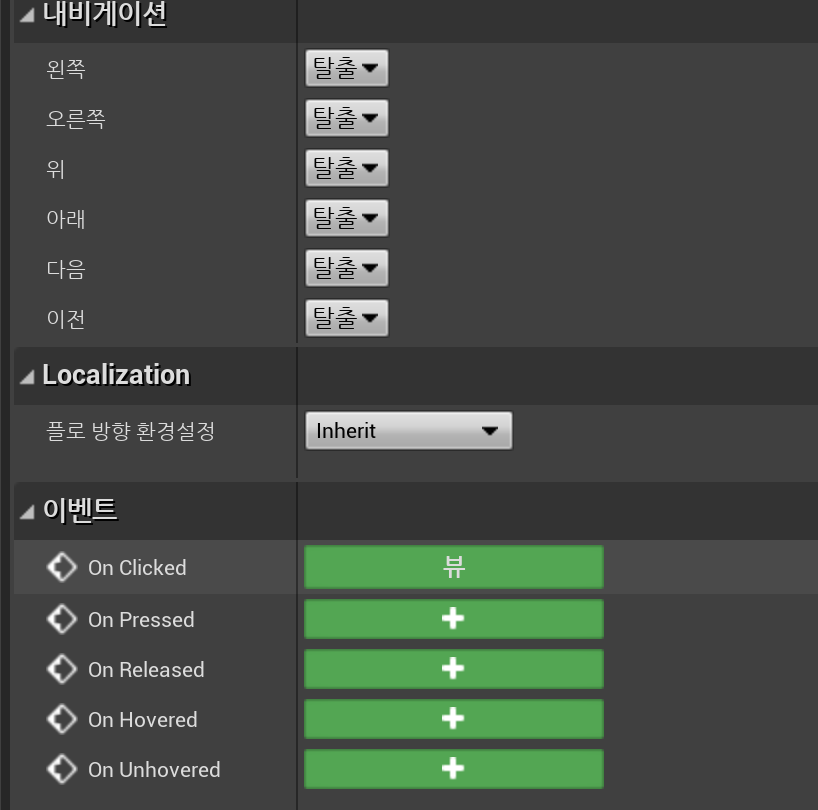 내비게이션
왼쪽 탈출
오른쪽 탈출
위 탈출
아래 탈출
다음 탈출
이전 탈출
Localization
플로 방향 환경설정 Inherit
이벤트
On Clicked 뷰
On Pressed
On Released
On Hovered
On Unhovered